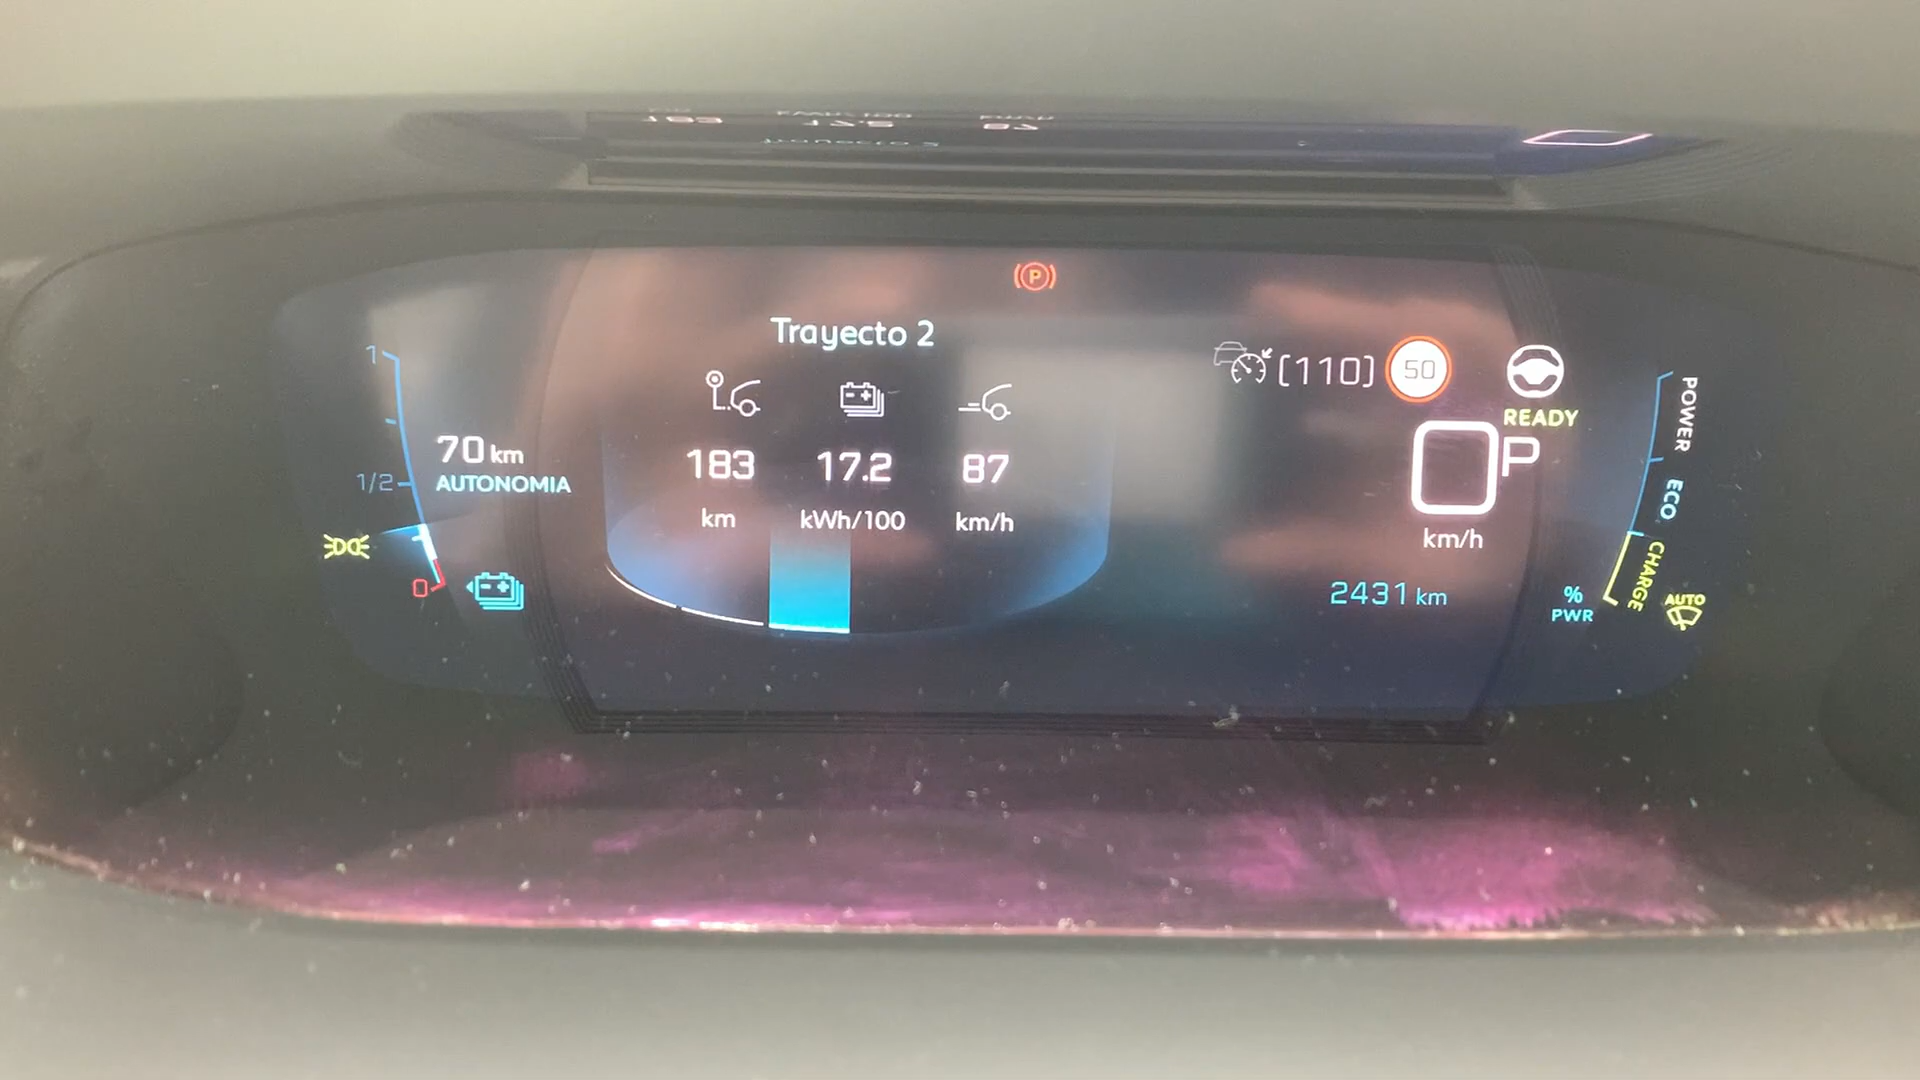 Trayecto 2
183 17.2 87
km kWh/100 km/h
1
1/2
0
70 km
AUTONOMIA
P
(110) 50
READY
0 P
km/h
2431 km
% PWR
POWER
ECO
CHARGE
AUTO